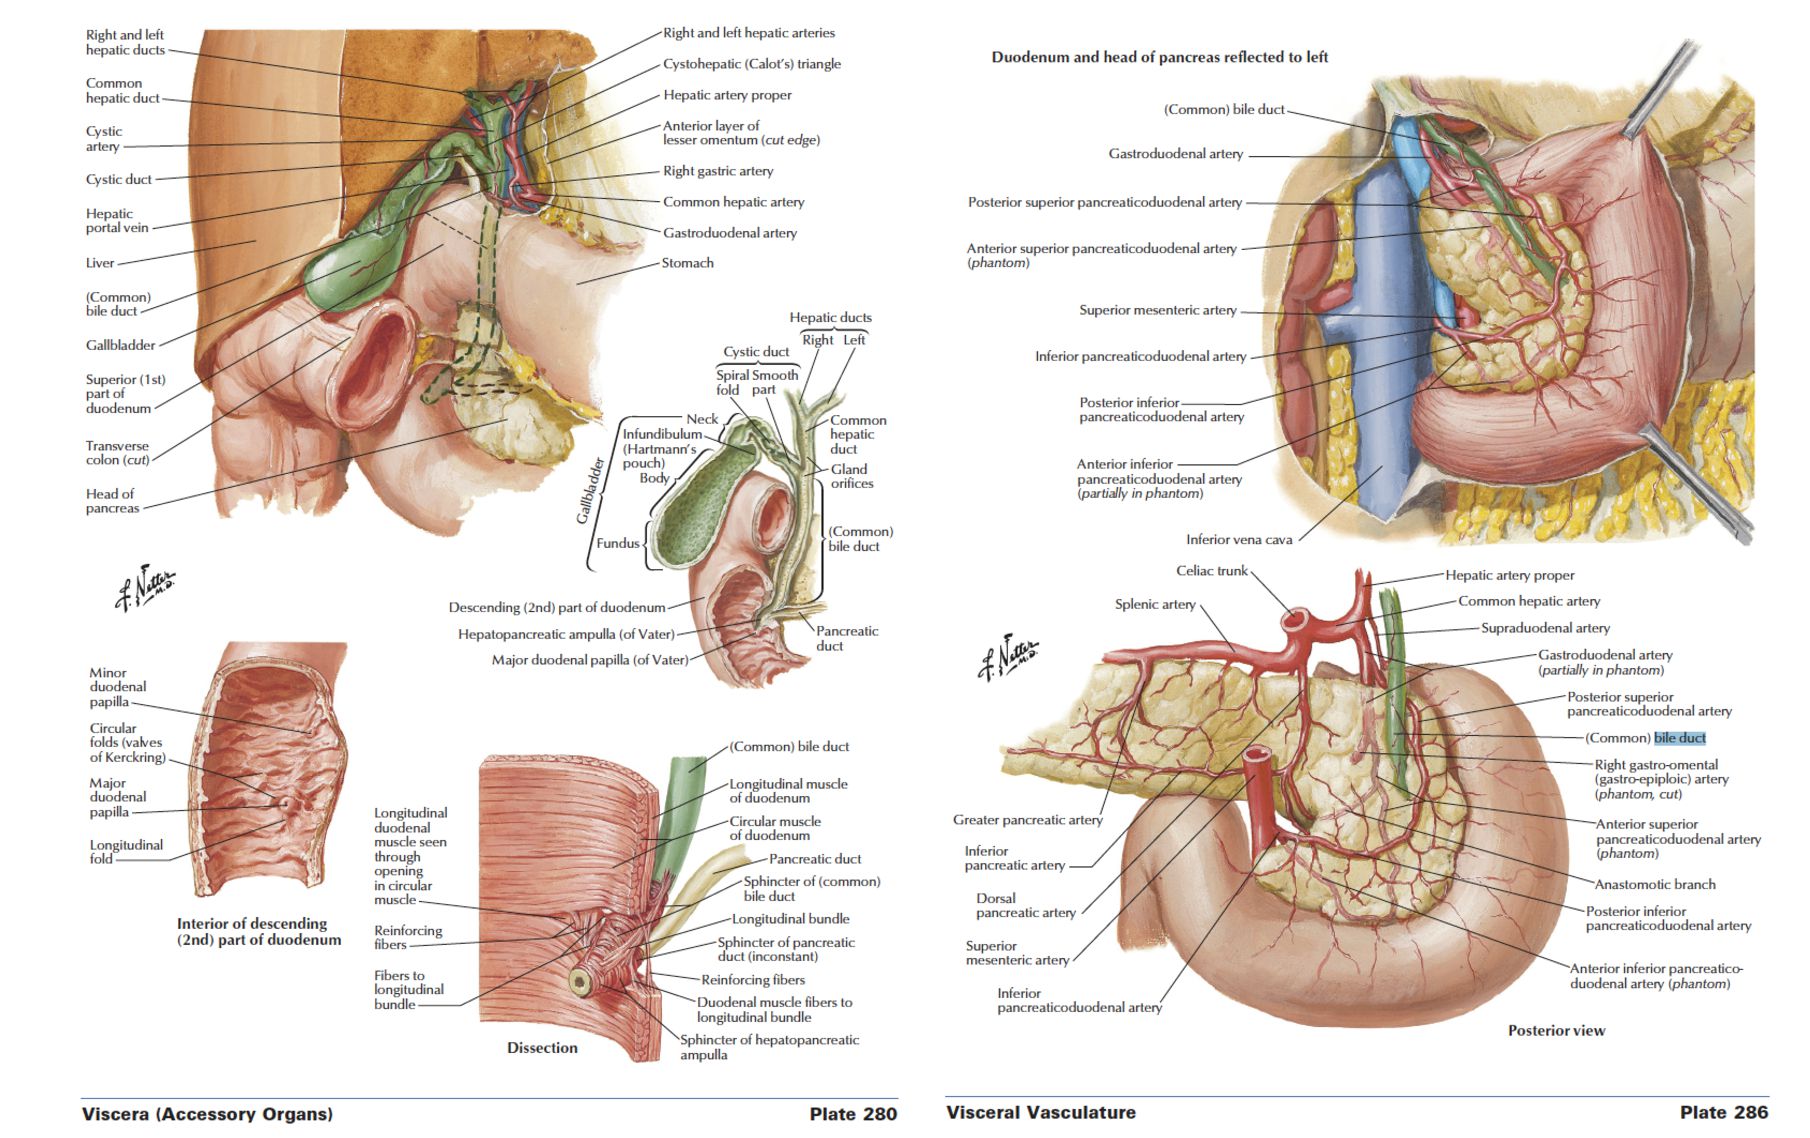 Right and left
hepatic ducts
Common
hepatic duct
Cystic
artery
Cystic duct
Hepatic
portal vein
Liver
(Common)
bile duct
Gallbladder
Superior (1st)
part of
duodenum
Transverse
colon (cut)
Head of
pancreas
Right and left hepatic arteries
Cystohepatic (Calot's) triangle
Hepatic artery proper
Anterior layer of
lesser omentum (cut edge)
Right gastric artery
Common hepatic artery
Gastroduodenal artery
Stomach
Hepatic ducts
Right Left
Cystic duct
Spiral Smooth
fold part
Neck
Infundibulum
(Hartmann's
pouch)
Body
Gallbladder
Fundus
Common
hepatic
duct
Gland
orifices
(Common)
bile duct
Descending (2nd) part of duodenum
Hepatopancreatic ampulla (of Vater)
Major duodenal papilla (of Vater)
Pancreatic
duct
F. Netter
M.D.
Minor
duodenal
papilla
Circular
folds (valves
of Kerckring)
Major
duodenal
papilla
Longitudinal
fold
Interior of descending
(2nd) part of duodenum
Longitudinal
duodenal
muscle seen
through
opening
in circular
muscle
Reinforcing
fibers
Fibers to
longitudinal
bundle
(Common) bile duct
Longitudinal muscle
of duodenum
Circular muscle
of duodenum
Pancreatic duct
Sphincter of (common)
bile duct
Longitudinal bundle
Sphincter of pancreatic
duct (inconstant)
Reinforcing fibers
Duodenal muscle fibers to
longitudinal bundle
Sphincter of hepatopancreatic
ampulla
Dissection
Viscera (Accessory Organs)
Plate 280
Duodenum and head of pancreas reflected to left
(Common) bile duct
Gastroduodenal artery
Posterior superior pancreaticoduodenal artery
Anterior superior pancreaticoduodenal artery
(phantom)
Superior mesenteric artery
Inferior pancreaticoduodenal artery
Posterior inferior
pancreaticoduodenal artery
Anterior inferior
pancreaticoduodenal artery
(partially in phantom)
Inferior vena cava
Celiac trunk
Splenic artery
F. Netter
M.D.
Greater pancreatic artery
Inferior
pancreatic artery
Dorsal
pancreatic artery
Superior
mesenteric artery
Inferior
pancreaticoduodenal artery
Hepatic artery proper
Common hepatic artery
Supraduodenal artery
Gastroduodenal artery
(partially in phantom)
Posterior superior
pancreaticoduodenal artery
(Common) bile duct
Right gastro-omental
(gastro-epiploic) artery
(phantom, cut)
Anterior superior
pancreaticoduodenal artery
(phantom)
Anastomotic branch
Posterior inferior
pancreaticoduodenal artery
Anterior inferior pancreatico-
duodenal artery (phantom)
Posterior view
Visceral Vasculature
Plate 286